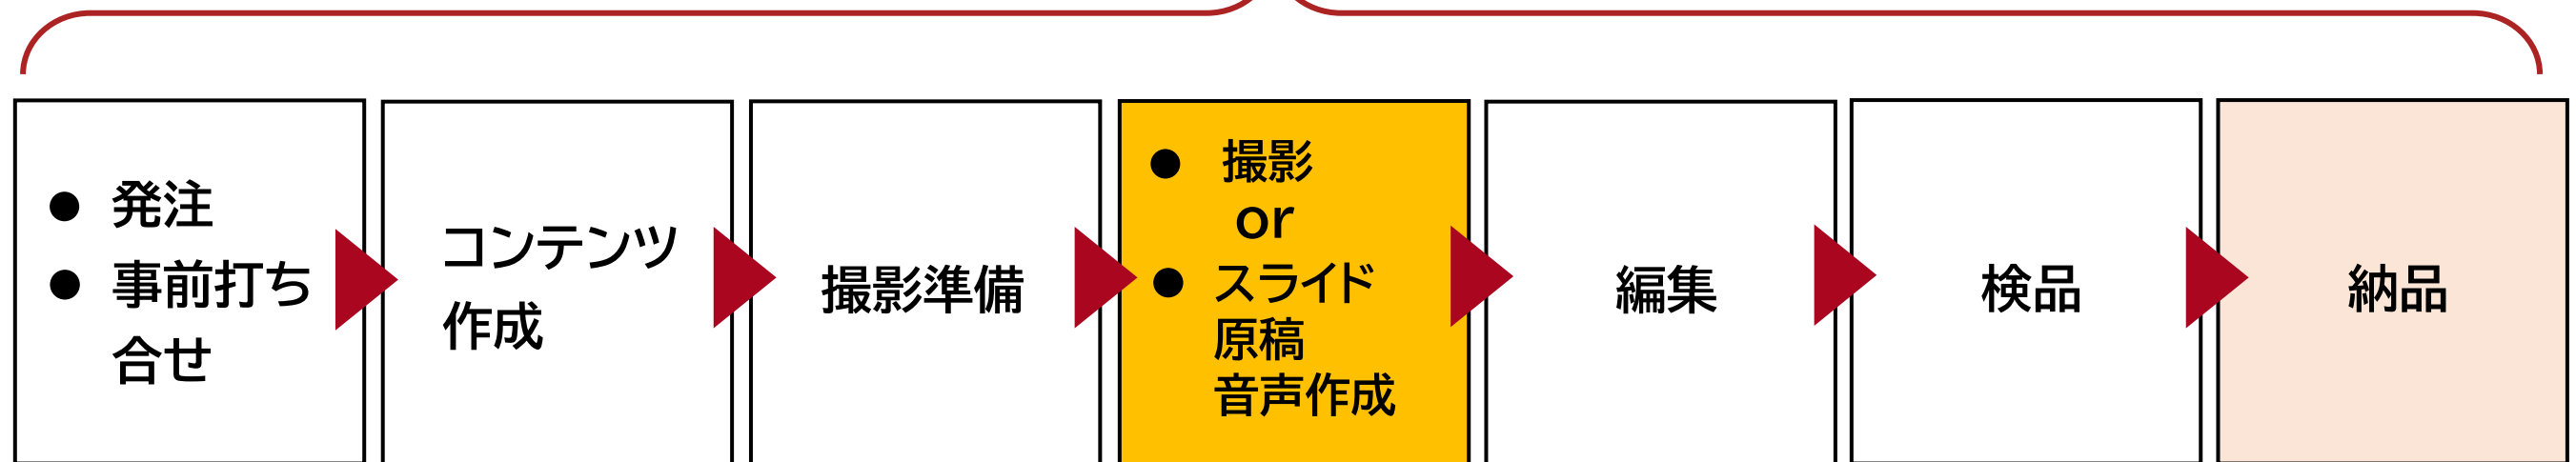 ● 発注
● 事前打ち
合せ
コンテンツ
作成
撮影準備
● 撮影
or
● スライド
原稿
音声作成
編集
検品
納品